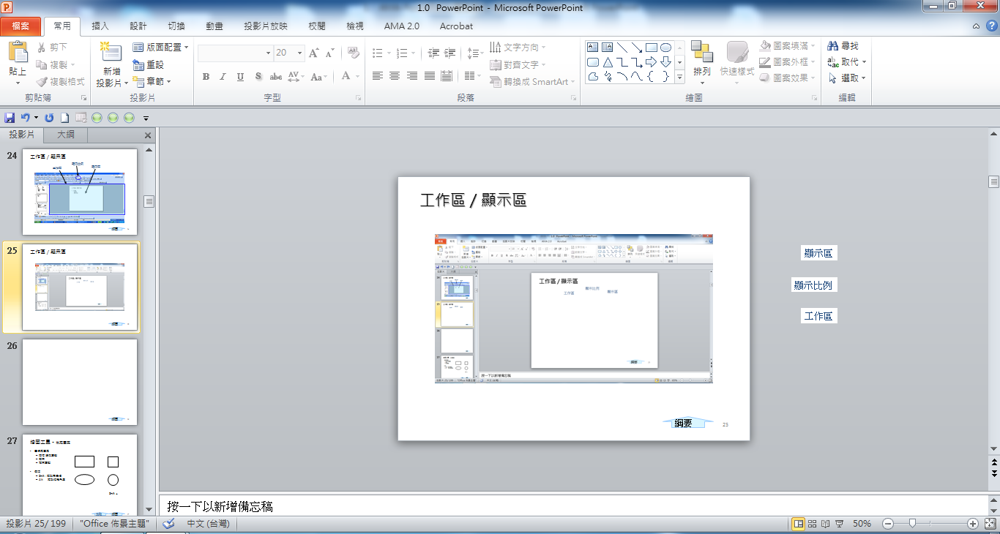 1.0 PowerPoint - Microsoft PowerPoint
檔案 常用 插入 設計 切換 動畫 投影片放映 校閱 檢視 AMA 2.0 Acrobat
貼上 剪下 複製 複製格式 剪貼簿
新增投影片 版面配置 重設 章節 投影片
20
B I U S abc AV Aa A
字型
文字方向
對齊文字
轉換成 SmartArt
段落
排列 快速樣式 圖案填滿 圖案外框 圖案效果 繪圖
尋找
取代
選取
編輯
投影片 大綱
24
工作區 / 顯示區
25
工作區 / 顯示區
26
27
工作區 / 顯示區
顯示區
顯示比例
工作區
工作區 / 顯示區
工作區 顯示比例 顯示區
綱要
按一下以新增備忘稿
綱要 25
按一下以新增備忘稿
投影片 25/ 199 "Office 佈景主題" 中文 (台灣) 50%